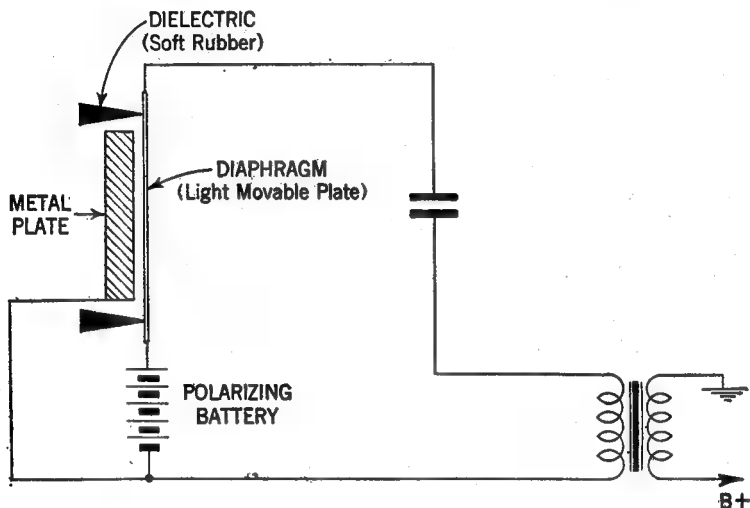 DIELECTRIC
(Soft Rubber)
DIAPHRAGM
(Light Movable Plate)
METAL
PLATE
POLARIZING
BATTERY
B+